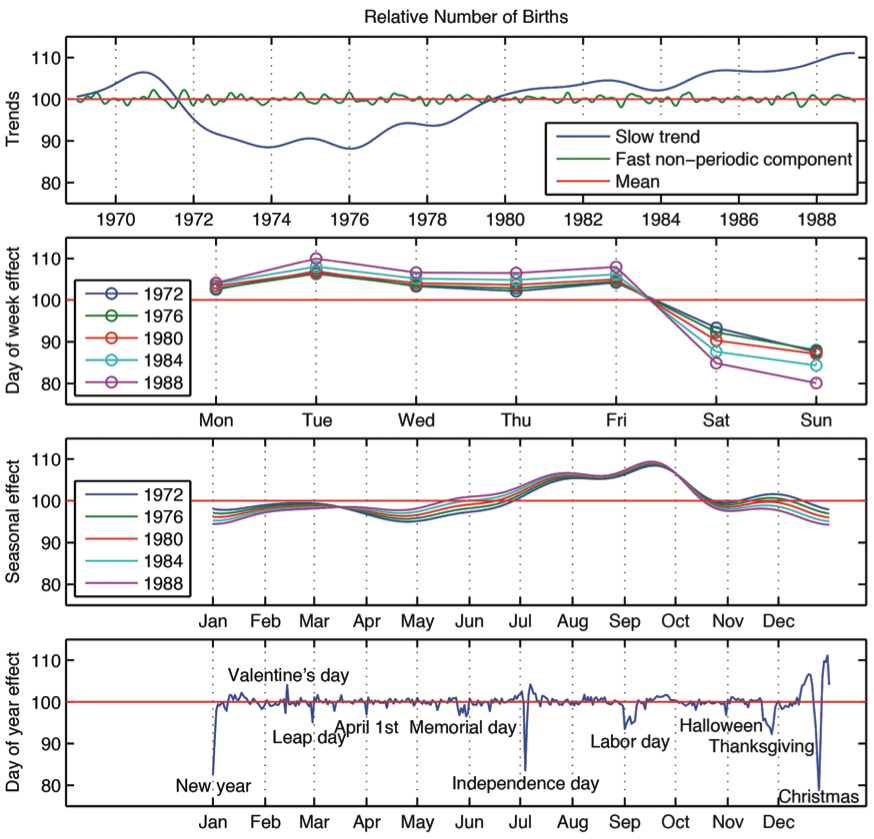 Relative Number of Births
Trends
110
100
90
80
Slow trend
Fast non−periodic component
Mean
1970 1972 1974 1976 1978 1980 1982 1984 1986 1988
Day of week effect
110
100
90
80
1972
1976
1980
1984
1988
Mon Tue Wed Thu Fri Sat Sun
Seasonal effect
110
100
90
80
1972
1976
1980
1984
1988
Jan Feb Mar Apr May Jun Jul Aug Sep Oct Nov Dec
Day of year effect
110
100
90
80
Valentine's day
Leap day
April 1st
Memorial day
Halloween
Labor day
Thanksgiving
New year
Independence day
Christmas
Jan Feb Mar Apr May Jun Jul Aug Sep Oct Nov Dec